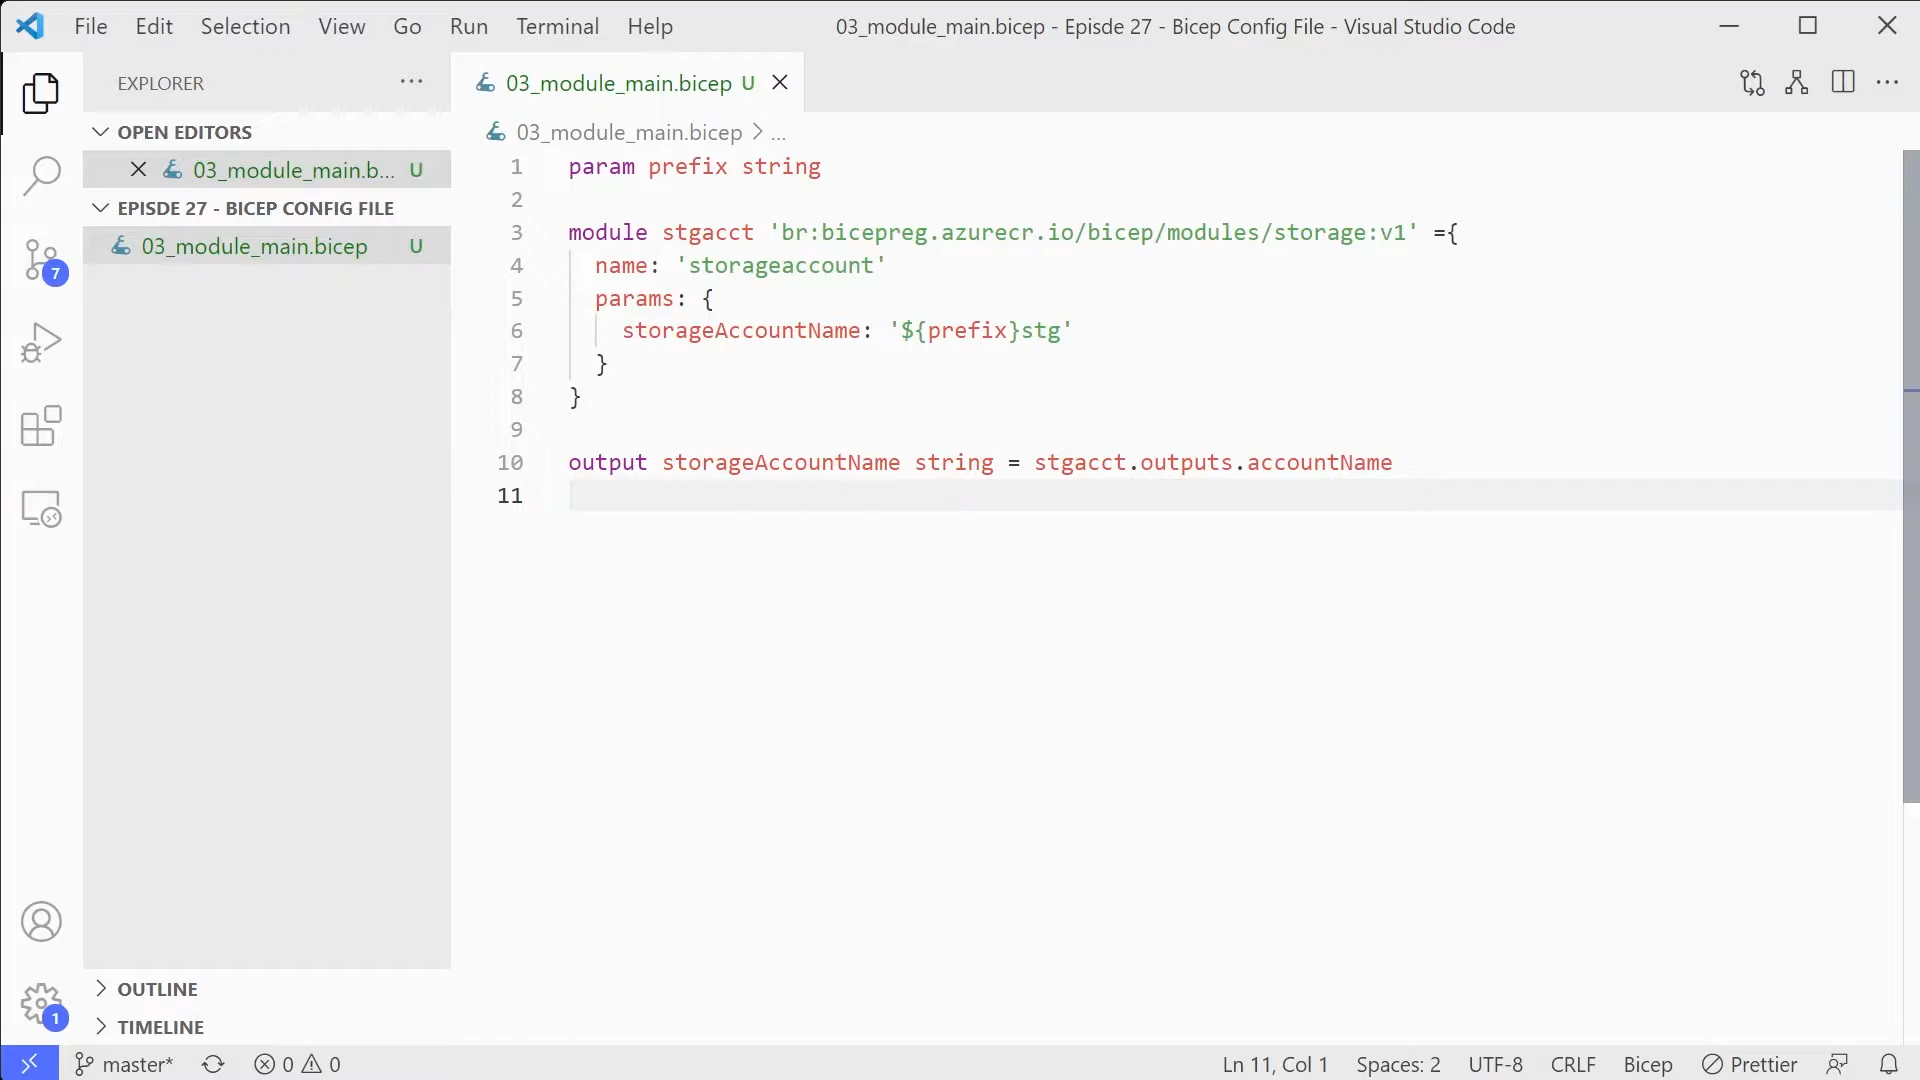 File Edit Selection View Go Run Terminal Help
03_module_main.bicep - Episde 27 - Bicep Config File - Visual Studio Code
EXPLORER ...
OPEN EDITORS
03_module_main.b... U
EPISDE 27 - BICEP CONFIG FILE
03_module_main.bicep U
7
OUTLINE
1
TIMELINE
03_module_main.bicep U
...
03_module_main.bicep > ...
1 param prefix string
2
3 module stgacct 'br:bicepreg.azurecr.io/bicep/modules/storage:v1' ={
4 name: 'storageaccount'
5 params: {
6 storageAccountName: '${prefix}stg'
7 }
8 }
9
10 output storageAccountName string = stgacct.outputs.accountName
11
master* 0 0 Ln 11, Col 1 Spaces: 2 UTF-8 CRLF Bicep Prettier